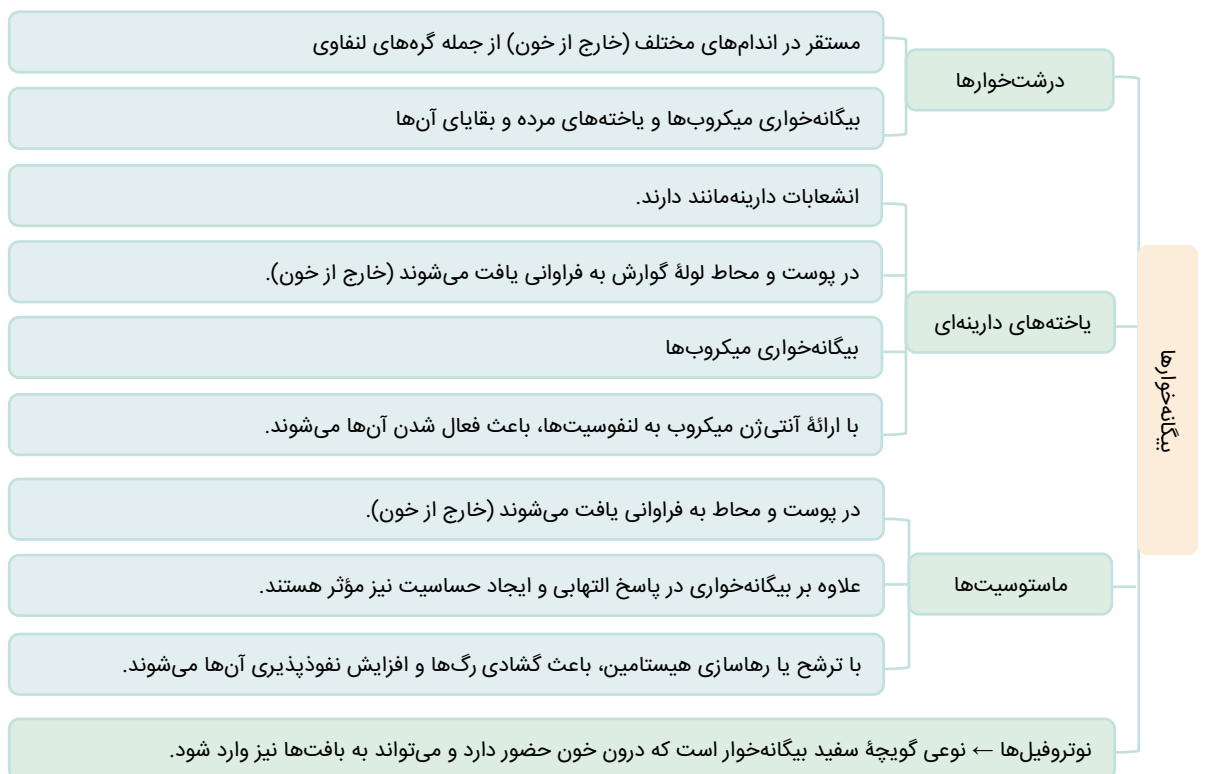 بیگانه‌خوارها
درشت‌خوارها
مستقر در اندام‌های مختلف (خارج از خون) از جمله گره‌های لنفاوی
بیگانه‌خواری میکروب‌ها و یاخته‌های مرده و بقایای آن‌ها
یاخته‌های دارینه‌ای
انشعابات دارینه‌مانند دارند.
در پوست و محاط لولهٔ گوارش به فراوانی یافت می‌شوند (خارج از خون).
بیگانه‌خواری میکروب‌ها
با ارائهٔ آنتی‌ژن میکروب به لنفوسیت‌ها، باعث فعال شدن آن‌ها می‌شوند.
ماستوسیت‌ها
در پوست و محاط به فراوانی یافت می‌شوند (خارج از خون).
علاوه بر بیگانه‌خواری در پاسخ التهابی و ایجاد حساسیت نیز مؤثر هستند.
با ترشح یا رهاسازی هیستامین، باعث گشادی رگ‌ها و افزایش نفوذپذیری آن‌ها می‌شوند.
نوتروفیل‌ها ← نوعی گویچهٔ سفید بیگانه‌خوار است که درون خون حضور دارد و می‌تواند به بافت‌ها نیز وارد شود.